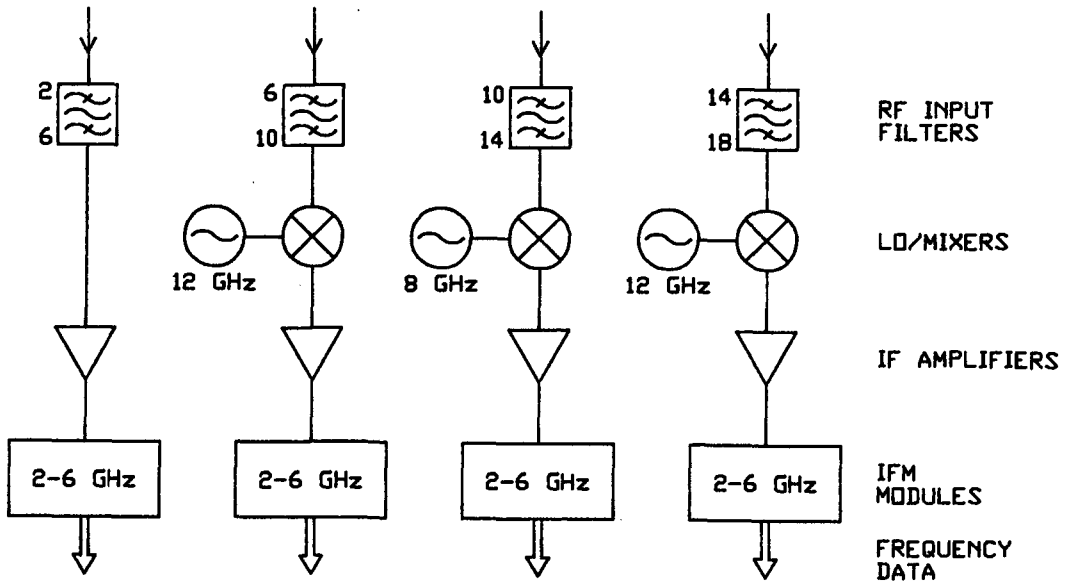 2
6
6
10
10
14
14
18
RF INPUT
FILTERS
12 GHz
8 GHz
12 GHz
LO/MIXERS
IF AMPLIFIERS
2-6 GHz
2-6 GHz
2-6 GHz
2-6 GHz
IFM
MODULES
FREQUENCY
DATA